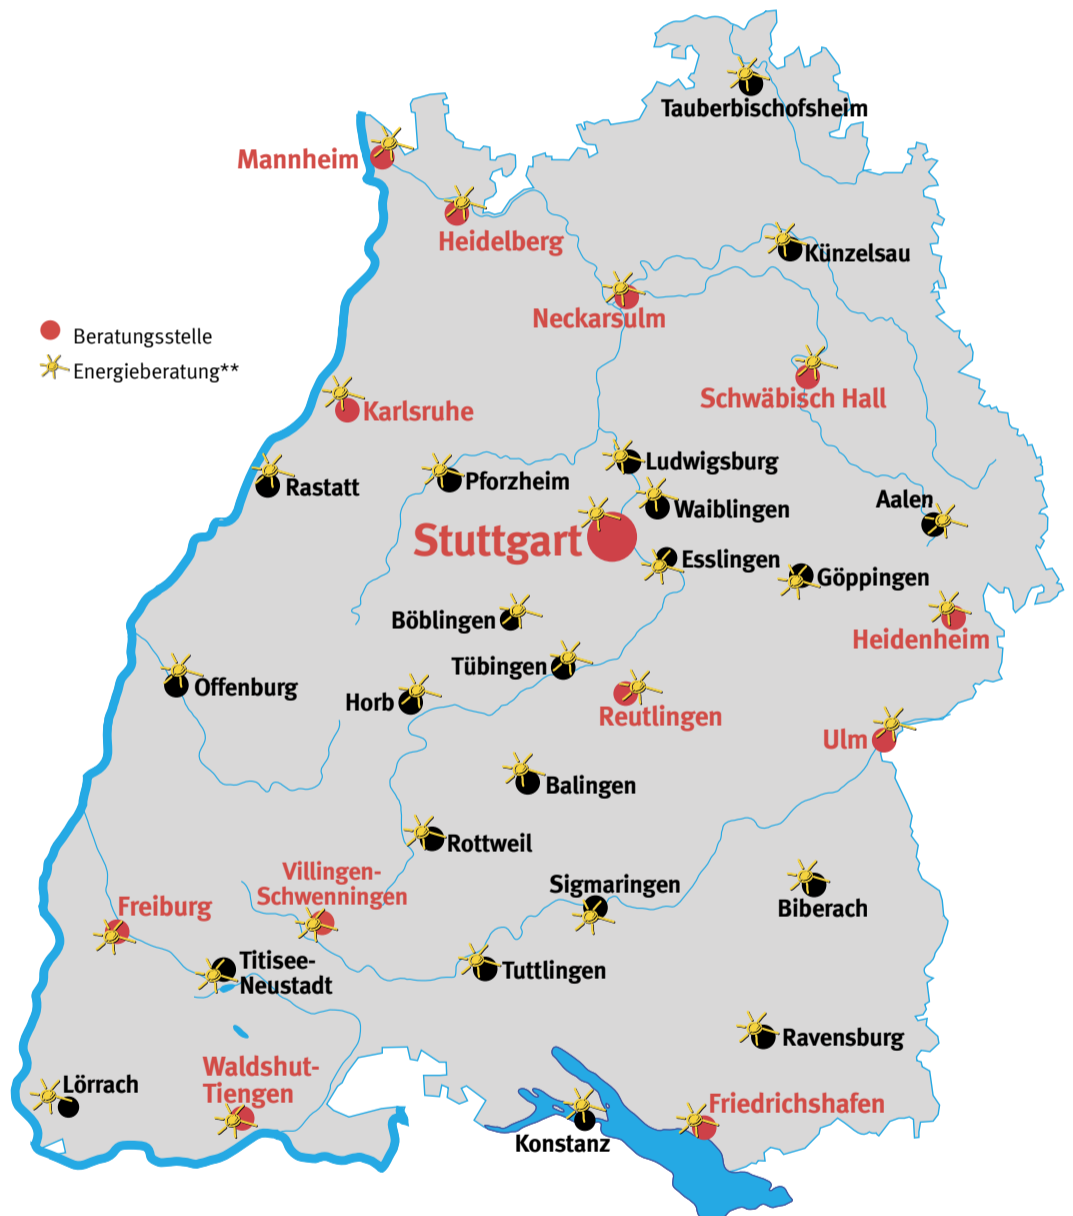 Tauberbischofsheim
Mannheim
Heidelberg
Künzelsau
Neckarsulm
Beratungsstelle
Energieberatung**
Schwäbisch Hall
Karlsruhe
Ludwigsburg
Pforzheim
Rastatt
Aalen
Waiblingen
Stuttgart
Esslingen
Göppingen
Böblingen
Heidenheim
Tübingen
Offenburg
Horb
Reutlingen
Ulm
Balingen
Rottweil
Villingen-
Schwenningen
Sigmaringen
Biberach
Freiburg
Titisee-
Neustadt
Tuttlingen
Ravensburg
Waldshut-
Tiengen
Lörrach
Friedrichshafen
Konstanz